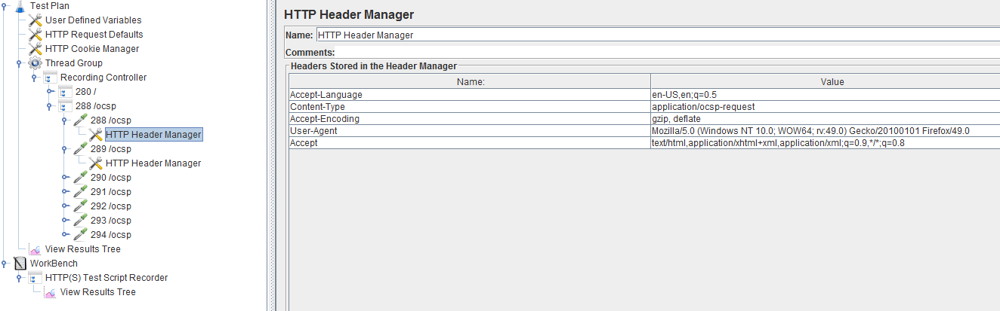 Test Plan
User Defined Variables
HTTP Request Defaults
HTTP Cookie Manager
Thread Group
Recording Controller
280 /
288 /ocsp
288 /ocsp
HTTP Header Manager
289 /ocsp
HTTP Header Manager
290 /ocsp
291 /ocsp
292 /ocsp
293 /ocsp
294 /ocsp
View Results Tree
WorkBench
HTTP(S) Test Script Recorder
View Results Tree
HTTP Header Manager
Name: HTTP Header Manager
Comments:
Headers Stored in the Header Manager
Name: Value
Accept-Language en-US,en;q=0.5
Content-Type application/ocsp-request
Accept-Encoding gzip, deflate
User-Agent Mozilla/5.0 (Windows NT 10.0; WOW64; rv:49.0) Gecko/20100101 Firefox/49.0
Accept text/html,application/xhtml+xml,application/xml;q=0.9,*/*;q=0.8